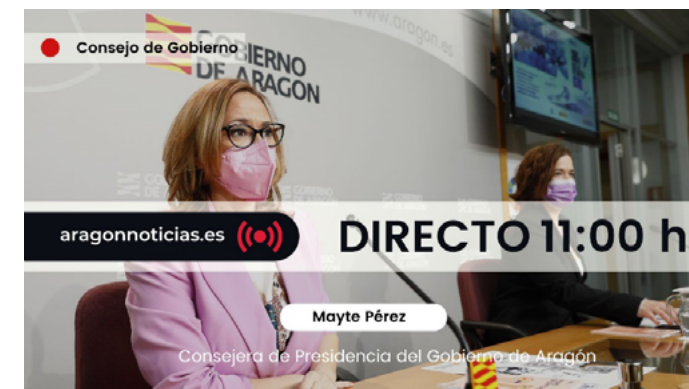 www.aragon.es
Consejo de Gobierno
GOBIERNO
DE ARAGON
aragonnoticias.es
DIRECTO 11:00 h
Mayte Pérez
Consejera de Presidencia del Gobierno de Aragón